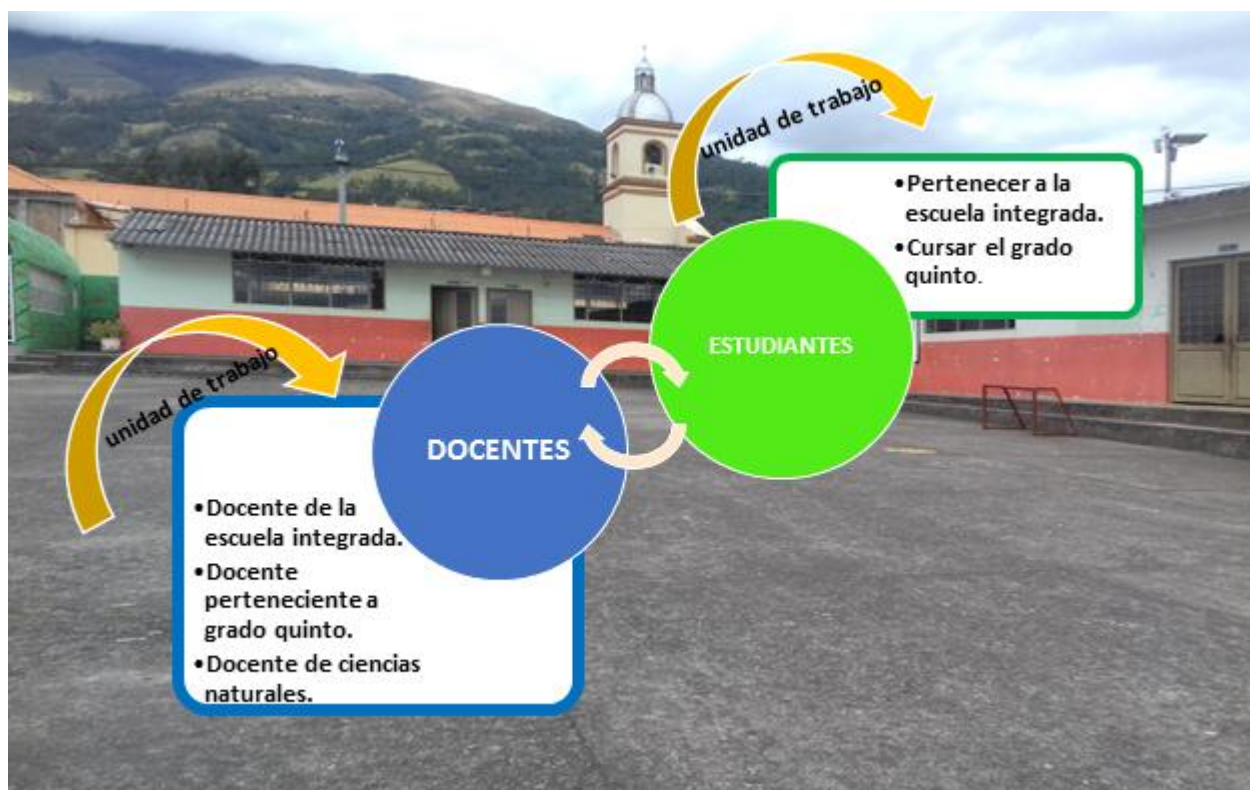 unidad de trabajo
•Pertenecer a la
escuela integrada.
•Cursar el grado
quinto.
ESTUDIANTES
unidad de trabajo
DOCENTES
•Docente de la
escuela integrada.
•Docente
perteneciente a
grado quinto.
•Docente de ciencias
naturales.